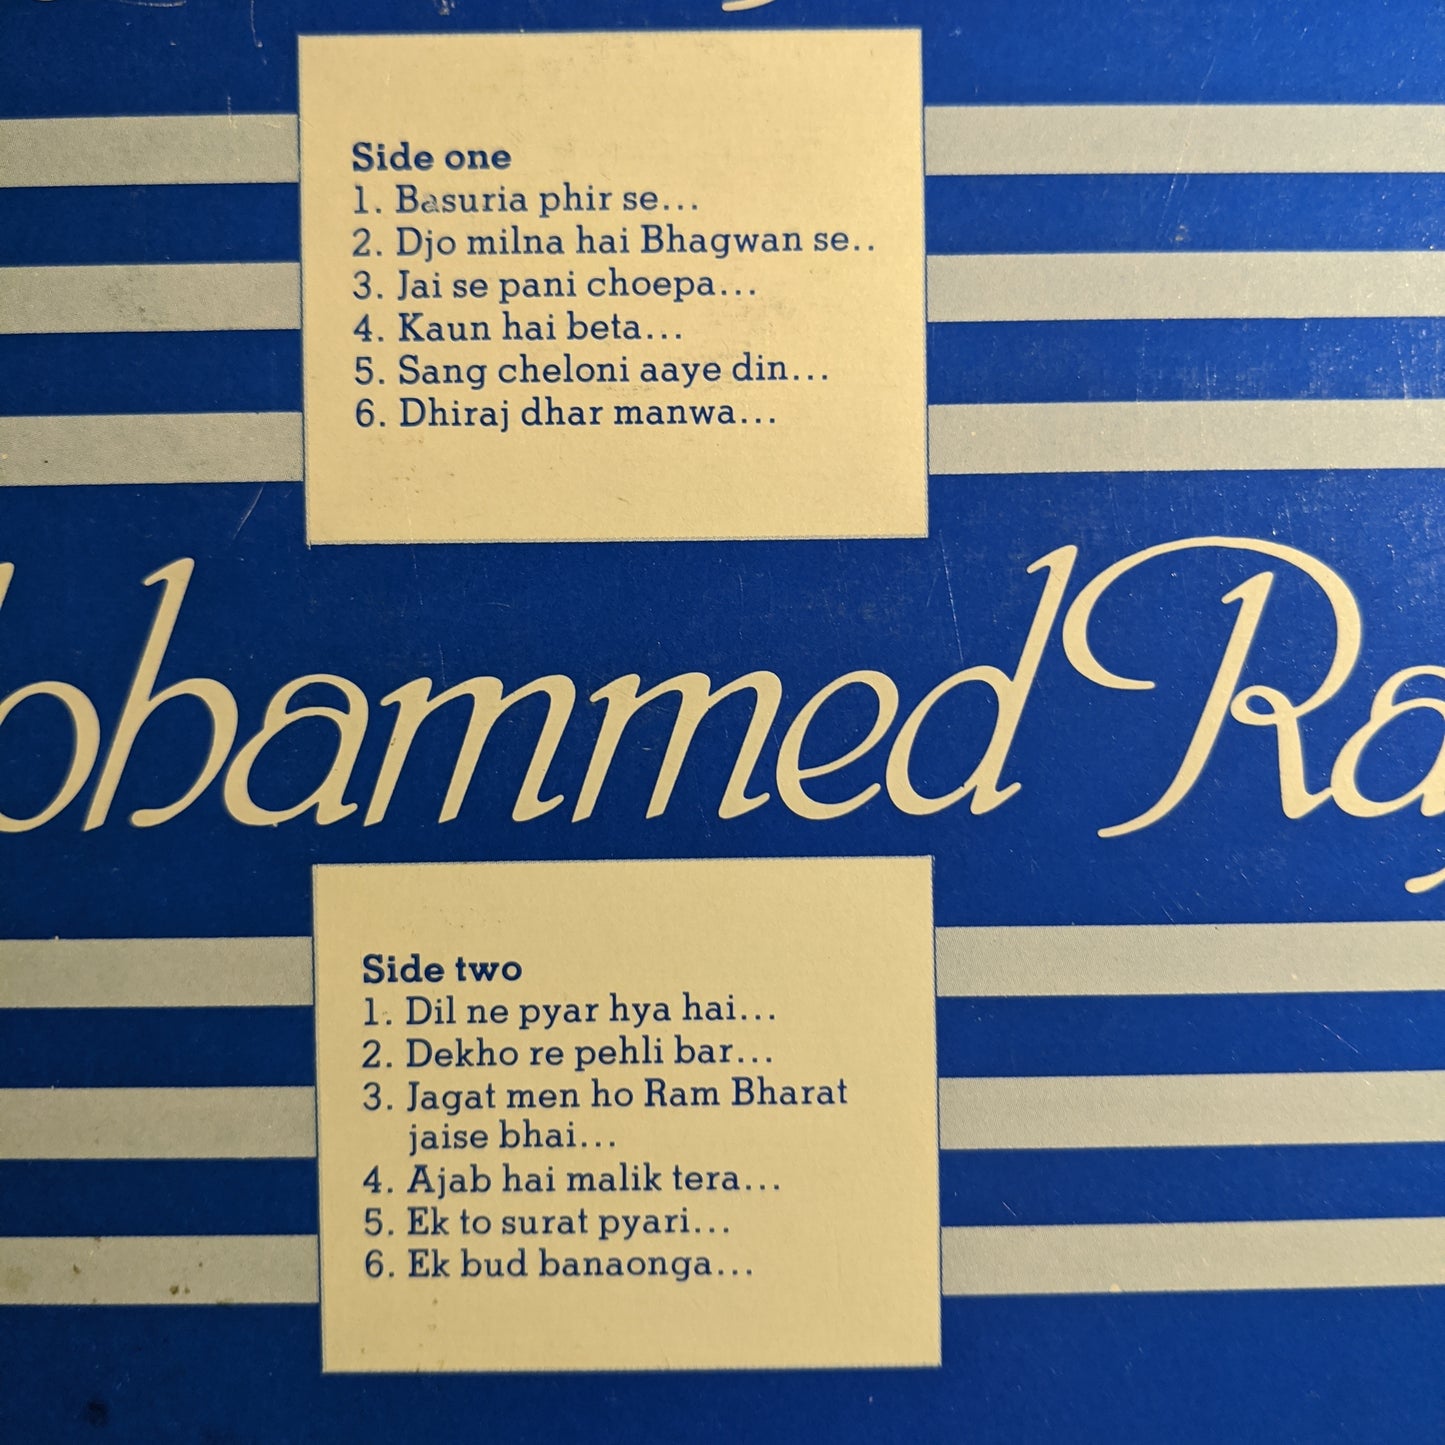 Side one
1. Basuria phir se...
2. Djo milna hai Bhagwan se..
3. Jai se pani choepa...
4. Kaun hai beta...
5. Sang cheloni aaye din...
6. Dhiraj dhar manwa...
ohammed Ra
Side two
1. Dil ne pyar hya hai...
2. Dekho re pehli bar...
3. Jagat men ho Ram Bharat
jaise bhai...
4. Ajab hai malik tera...
5. Ek to surat pyari...
6. Ek bud banaonga...